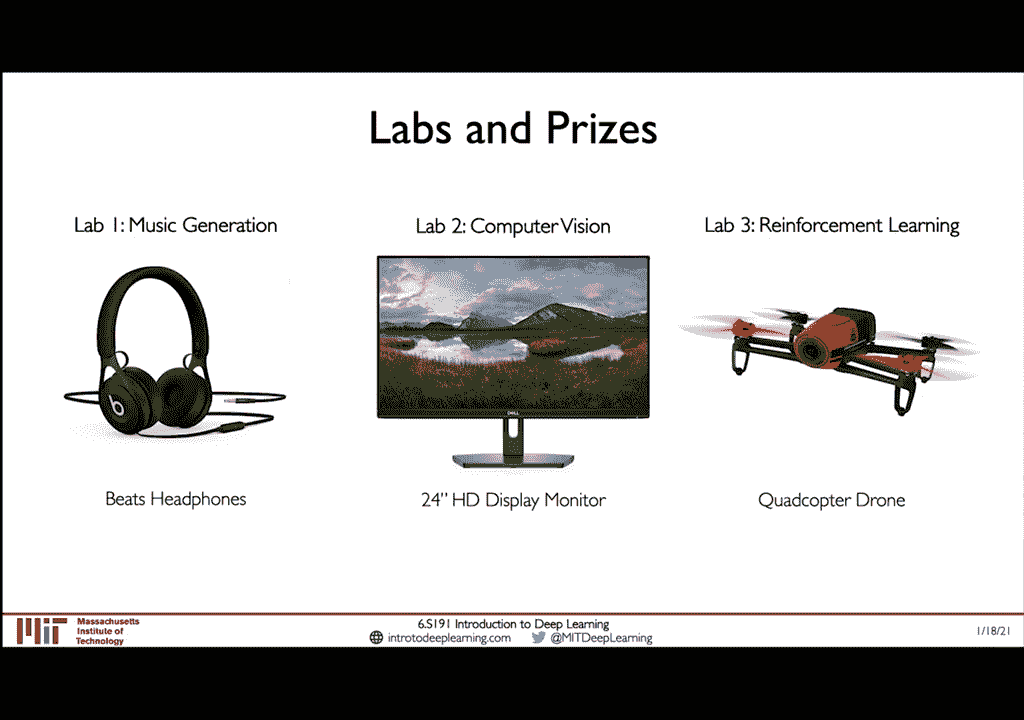 Labs and Prizes
Lab 1: Music Generation
Lab 2: Computer Vision
Lab 3: Reinforcement Learning
b
DELL
Beats Headphones
24" HD Display Monitor
Quadcopter Drone
MIT
Massachusetts
Institute of
Technology
6.S191 Introduction to Deep Learning
introtodeeplearning.com @MITDeepLearning
1/18/21